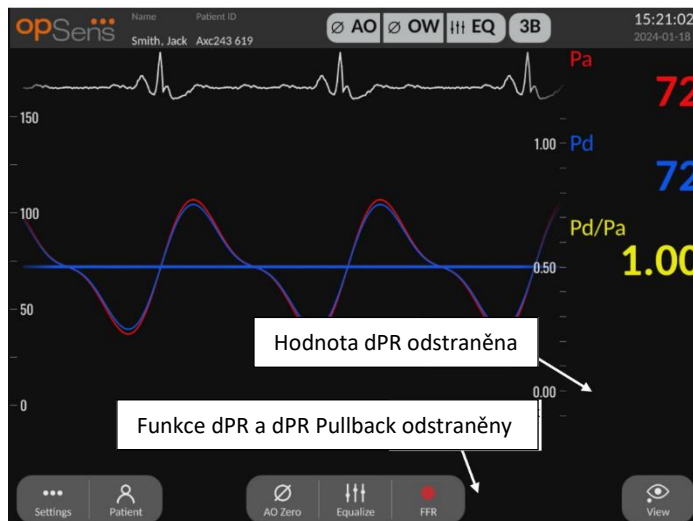 opSens
Name
Patient ID
Smith, Jack
Axc243 619
Ø AO
Ø OW
EQ
3B
15:21:02
2024-01-18
Pa
72
150
1.00
Pd
72
100
Pd/Pa
1.00
0.50
50
Hodnota dPR odstraněna
0.00
0
Funkce dPR a dPR Pullback odstraněny
Settings
Patient
AO Zero
Equalize
FFR
View